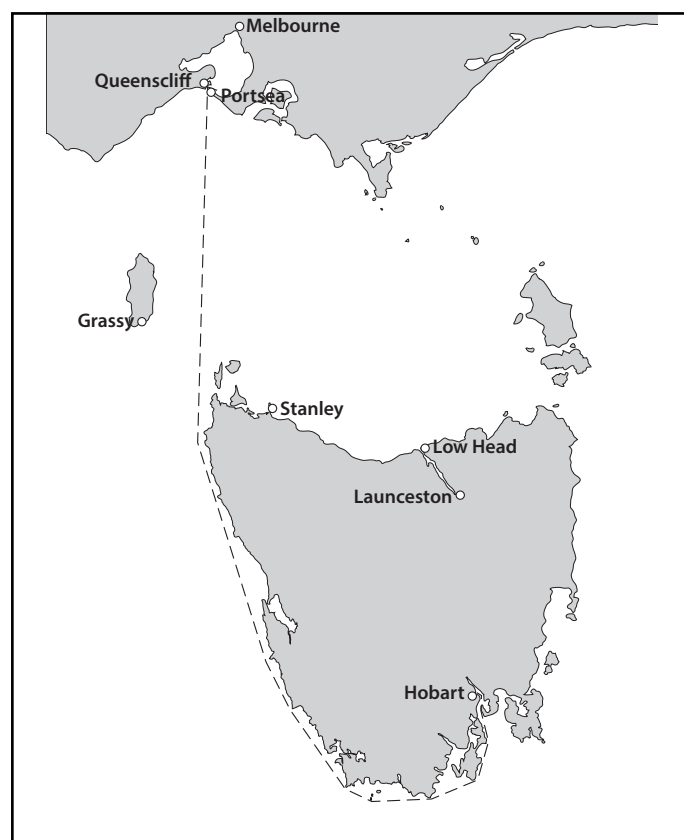 Melbourne
Queenscliff
Portsea
Grassy
Stanley
Low Head
Launceston
Hobart